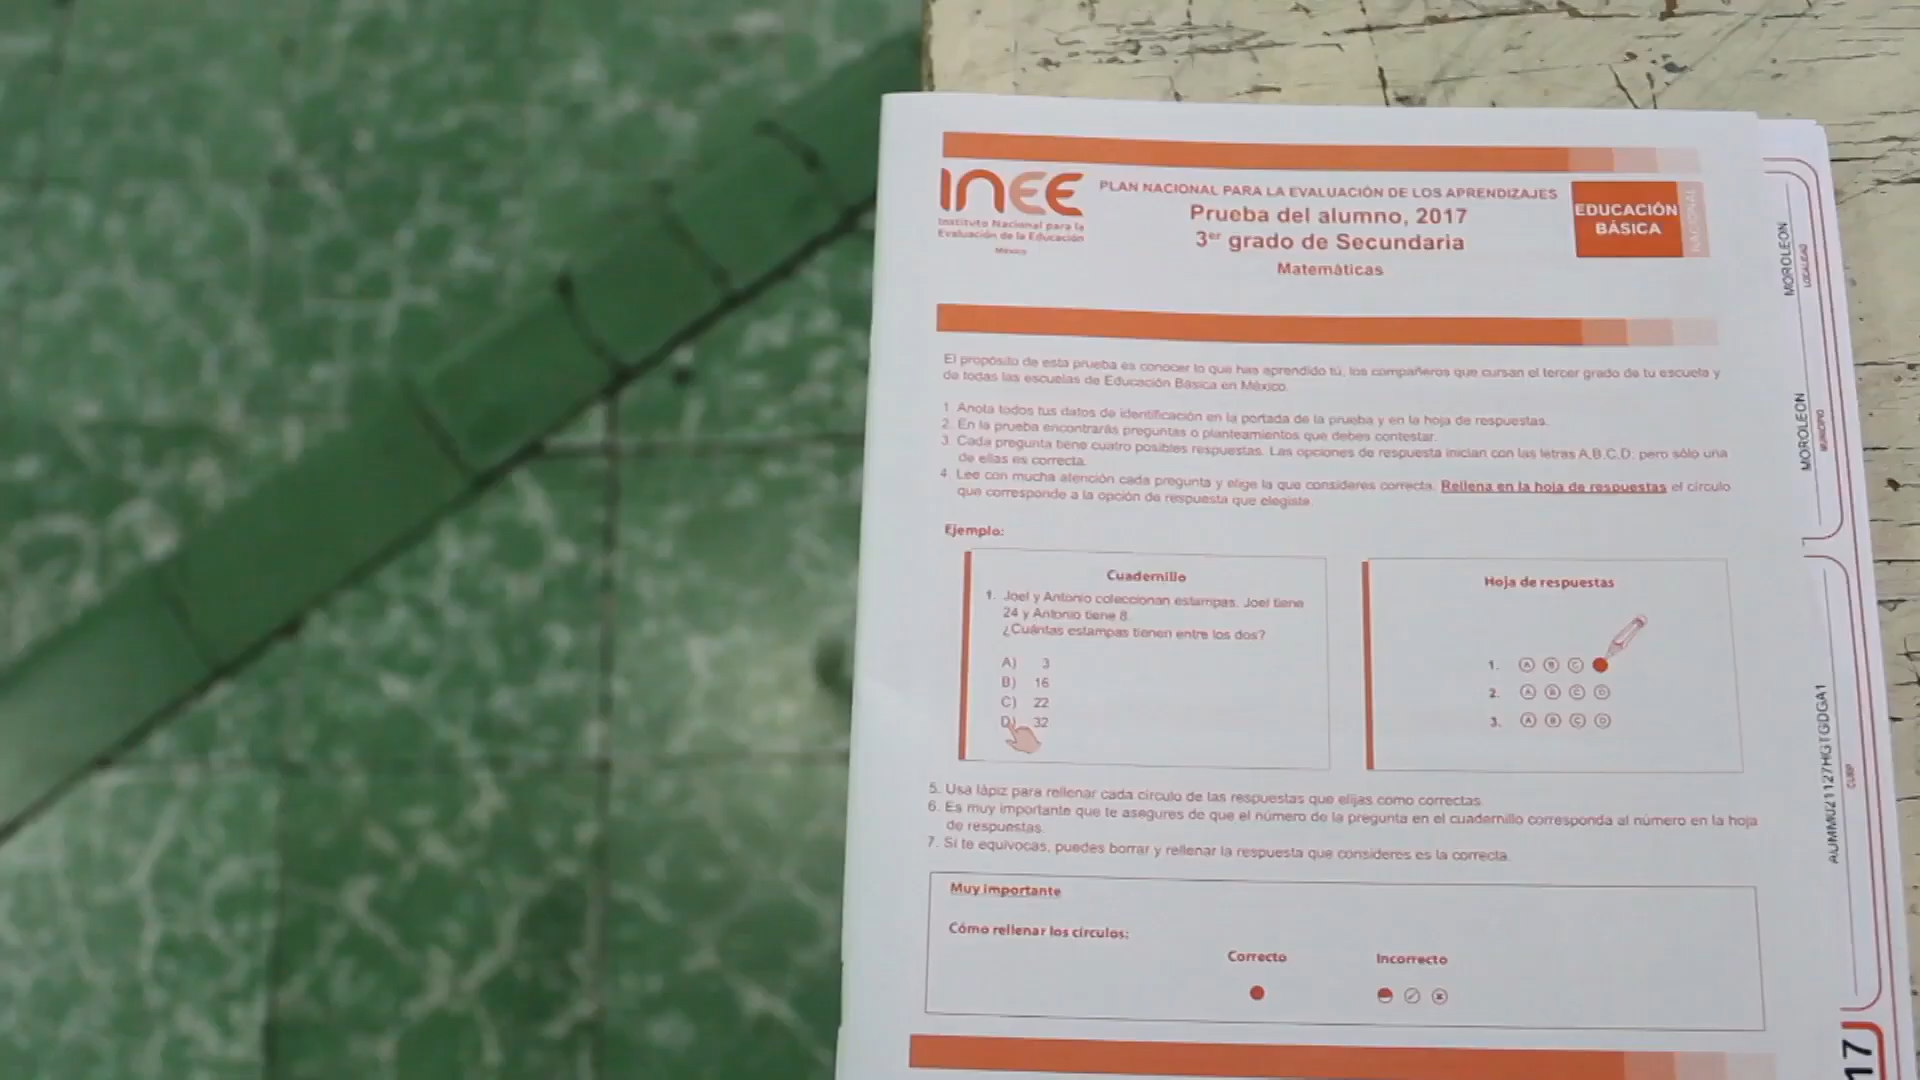 INEE
Instituto Nacional para la
Evaluación de la Educación
México
PLAN NACIONAL PARA LA EVALUACIÓN DE LOS APRENDIZAJES
Prueba del alumno, 2017
3er grado de Secundaria
Matemáticas
EDUCACIÓN
BÁSICA
NACIONAL
El propósito de esta prueba es conocer lo que has aprendido tú, los compañeros que cursan el tercer grado de tu escuela y
de todas las escuelas de Educación Básica en México.
1. Anota todos tus datos de identificación en la portada de la prueba y en la hoja de respuestas.
2. En la prueba encontrarás preguntas o planteamientos que debes contestar.
3. Cada pregunta tiene cuatro posibles respuestas. Las opciones de respuesta inician con las letras A,B,C,D; pero sólo una
de ellas es correcta.
4. Lee con mucha atención cada pregunta y elige la que consideres correcta. Rellena en la hoja de respuestas el círculo
que corresponde a la opción de respuesta que elegiste.
Ejemplo:
Cuadernillo
1. Joel y Antonio coleccionan estampas. Joel tiene
24 y Antonio tiene 8.
¿Cuántas estampas tienen entre los dos?
A) 3
B) 16
C) 22
D) 32
Hoja de respuestas
1. A B C
2. A B C D
3. A B C D
5. Usa lápiz para rellenar cada círculo de las respuestas que elijas como correctas.
6. Es muy importante que te asegures de que el número de la pregunta en el cuadernillo corresponda al número en la hoja
de respuestas.
7. Si te equivocas, puedes borrar y rellenar la respuesta que consideres es la correcta.
Muy importante
Cómo rellenar los círculos:
Correcto
Incorrecto
MOROLEON
LOCALIDAD
MOROLEON
MUNICIPIO
CURP
17